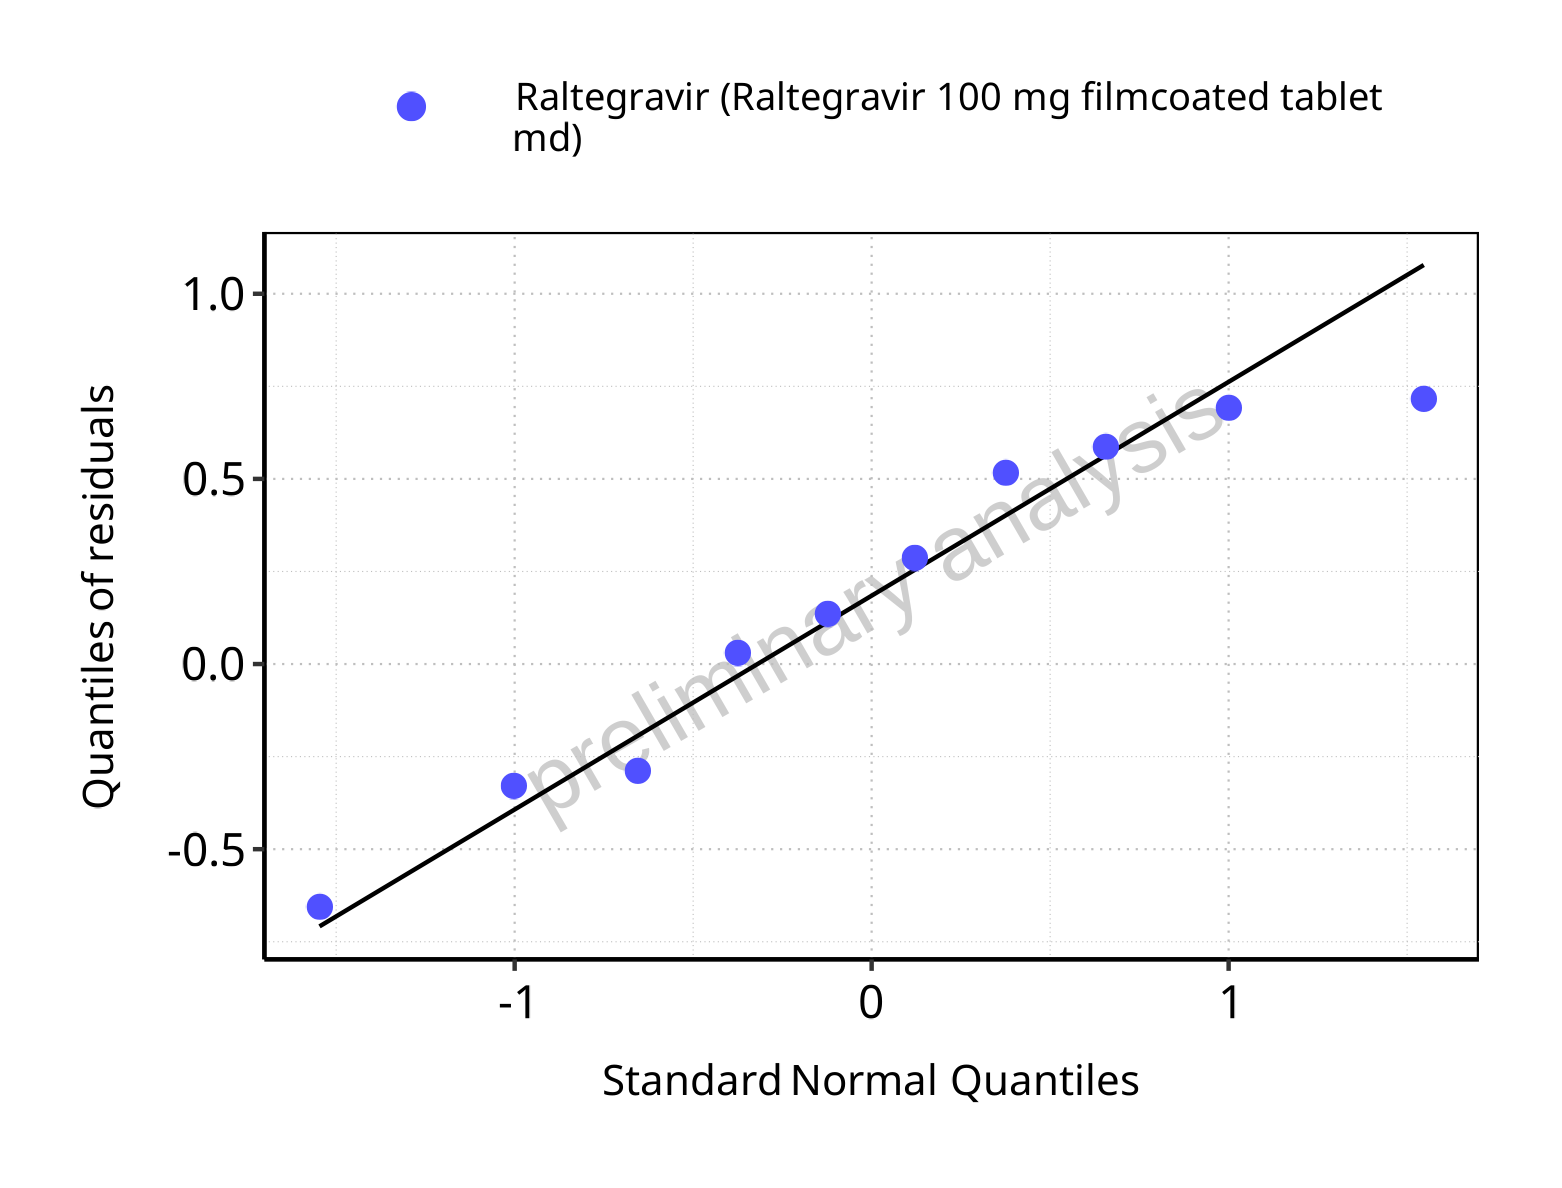 Raltegravir (Raltegravir 100 mg filmcoated tablet
md)
1.0
0.5
0.0
-0.5
Quantiles of residuals
preliminary analysis
-1 0 1
Standard Normal Quantiles